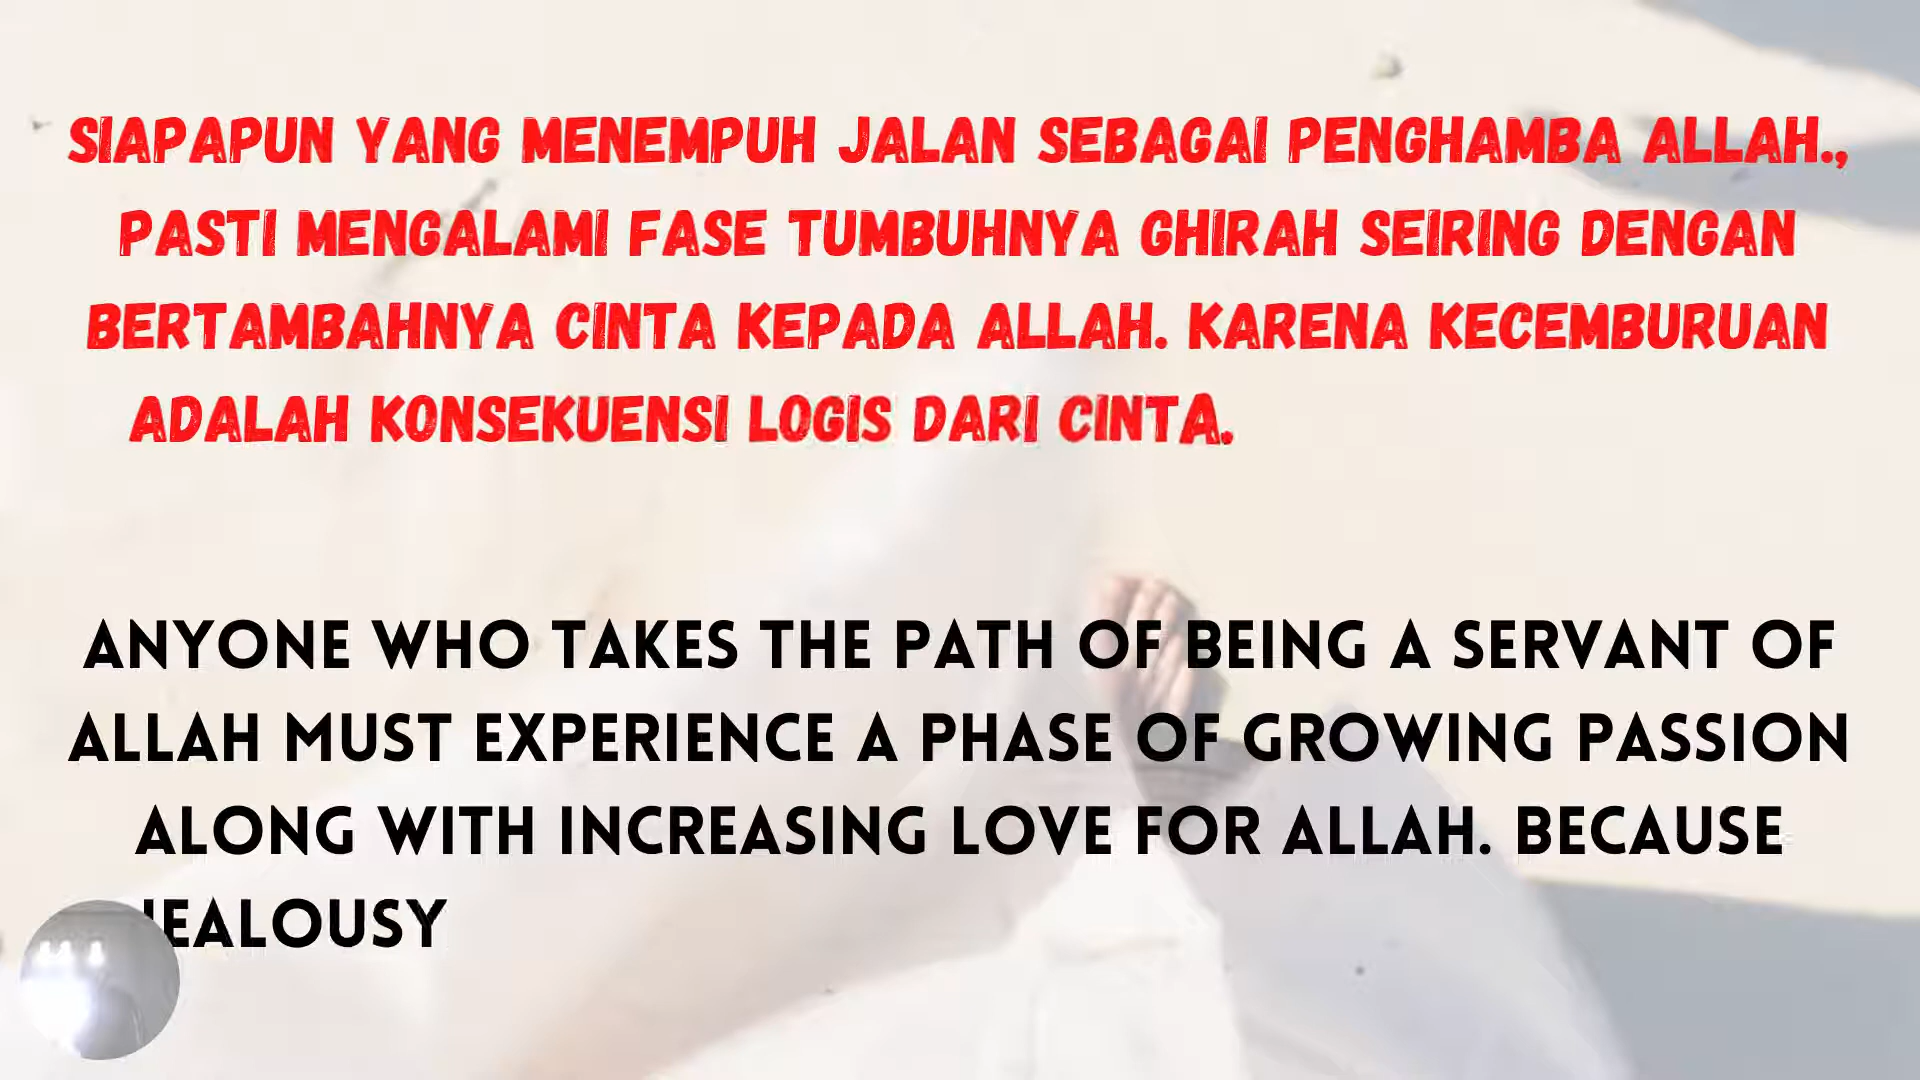 SIAPAPUN YANG MENEMPUH JALAN SEBAGAI PENGHAMBA ALLAH.,
PASTI MENGALAMI FASE TUMBUHNYA GHIRAH SEIRING DENGAN
BERTAMBAHNYA CINTA KEPADA ALLAH. KARENA KECEMBURUAN
ADALAH KONSEKUENSI LOGIS DARI CINTA.
ANYONE WHO TAKES THE PATH OF BEING A SERVANT OF
ALLAH MUST EXPERIENCE A PHASE OF GROWING PASSION
ALONG WITH INCREASING LOVE FOR ALLAH. BECAUSE
JEALOUSY